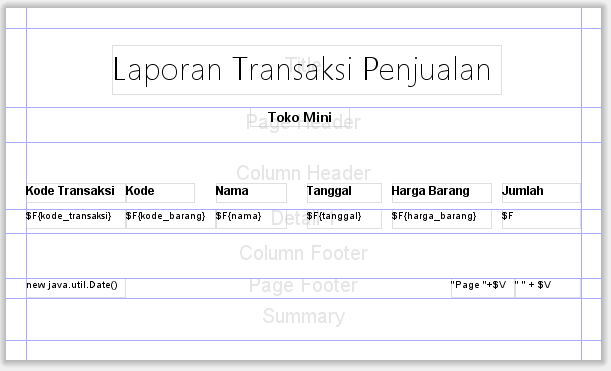 Title
Laporan Transaksi Penjualan
Toko Mini
Page Header
Column Header
Kode Transaksi Kode Nama Tanggal Harga Barang Jumlah
$F{kode_transaksi} $F{kode_barang} $F{nama} $F{tanggal} $F{harga_barang} $F
Detail 1
Column Footer
new java.util.Date() Page Footer "Page "+$V " " + $V
Summary